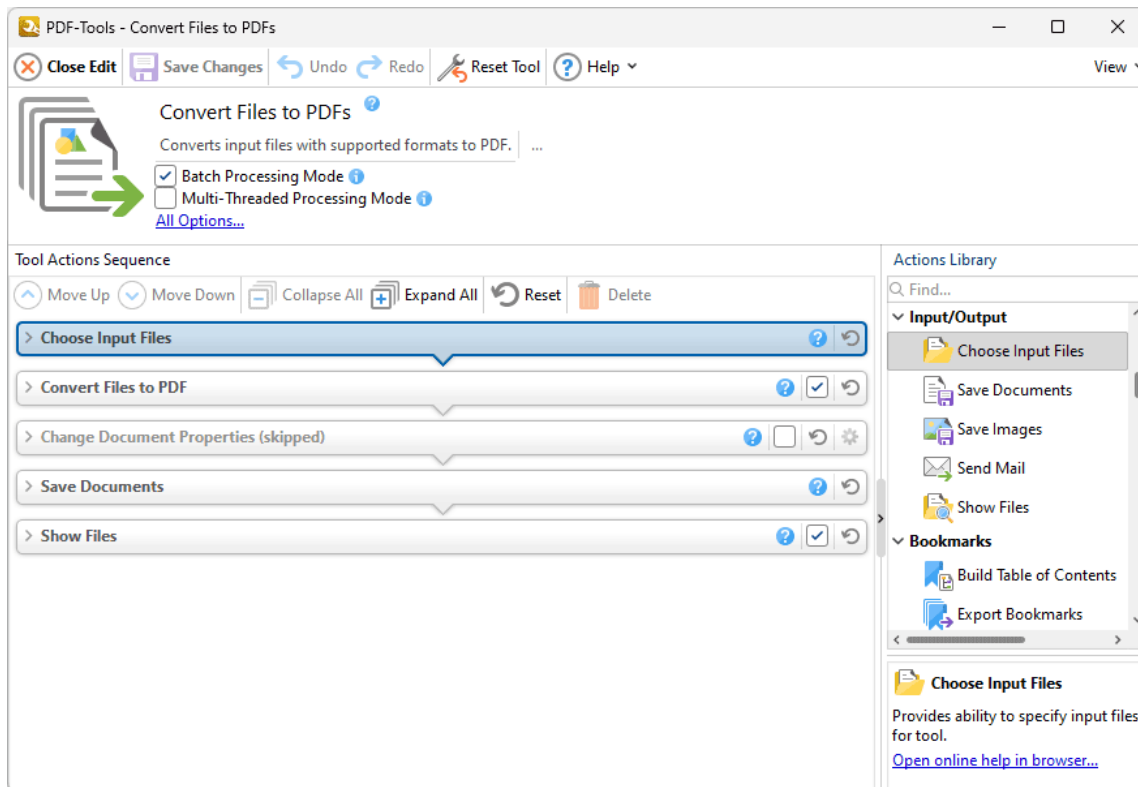 PDF-Tools - Convert Files to PDFs
Close Edit Save Changes Undo Redo Reset Tool Help View
Convert Files to PDFs
Converts input files with supported formats to PDF. ...
Batch Processing Mode
Multi-Threaded Processing Mode
All Options...
Tool Actions Sequence
Move Up Move Down Collapse All Expand All Reset Delete
Choose Input Files
Convert Files to PDF
Change Document Properties (skipped)
Save Documents
Show Files
Actions Library
Find...
Input/Output
Choose Input Files
Save Documents
Save Images
Send Mail
Show Files
Bookmarks
Build Table of Contents
Export Bookmarks
Choose Input Files
Provides ability to specify input files
for tool.
Open online help in browser...